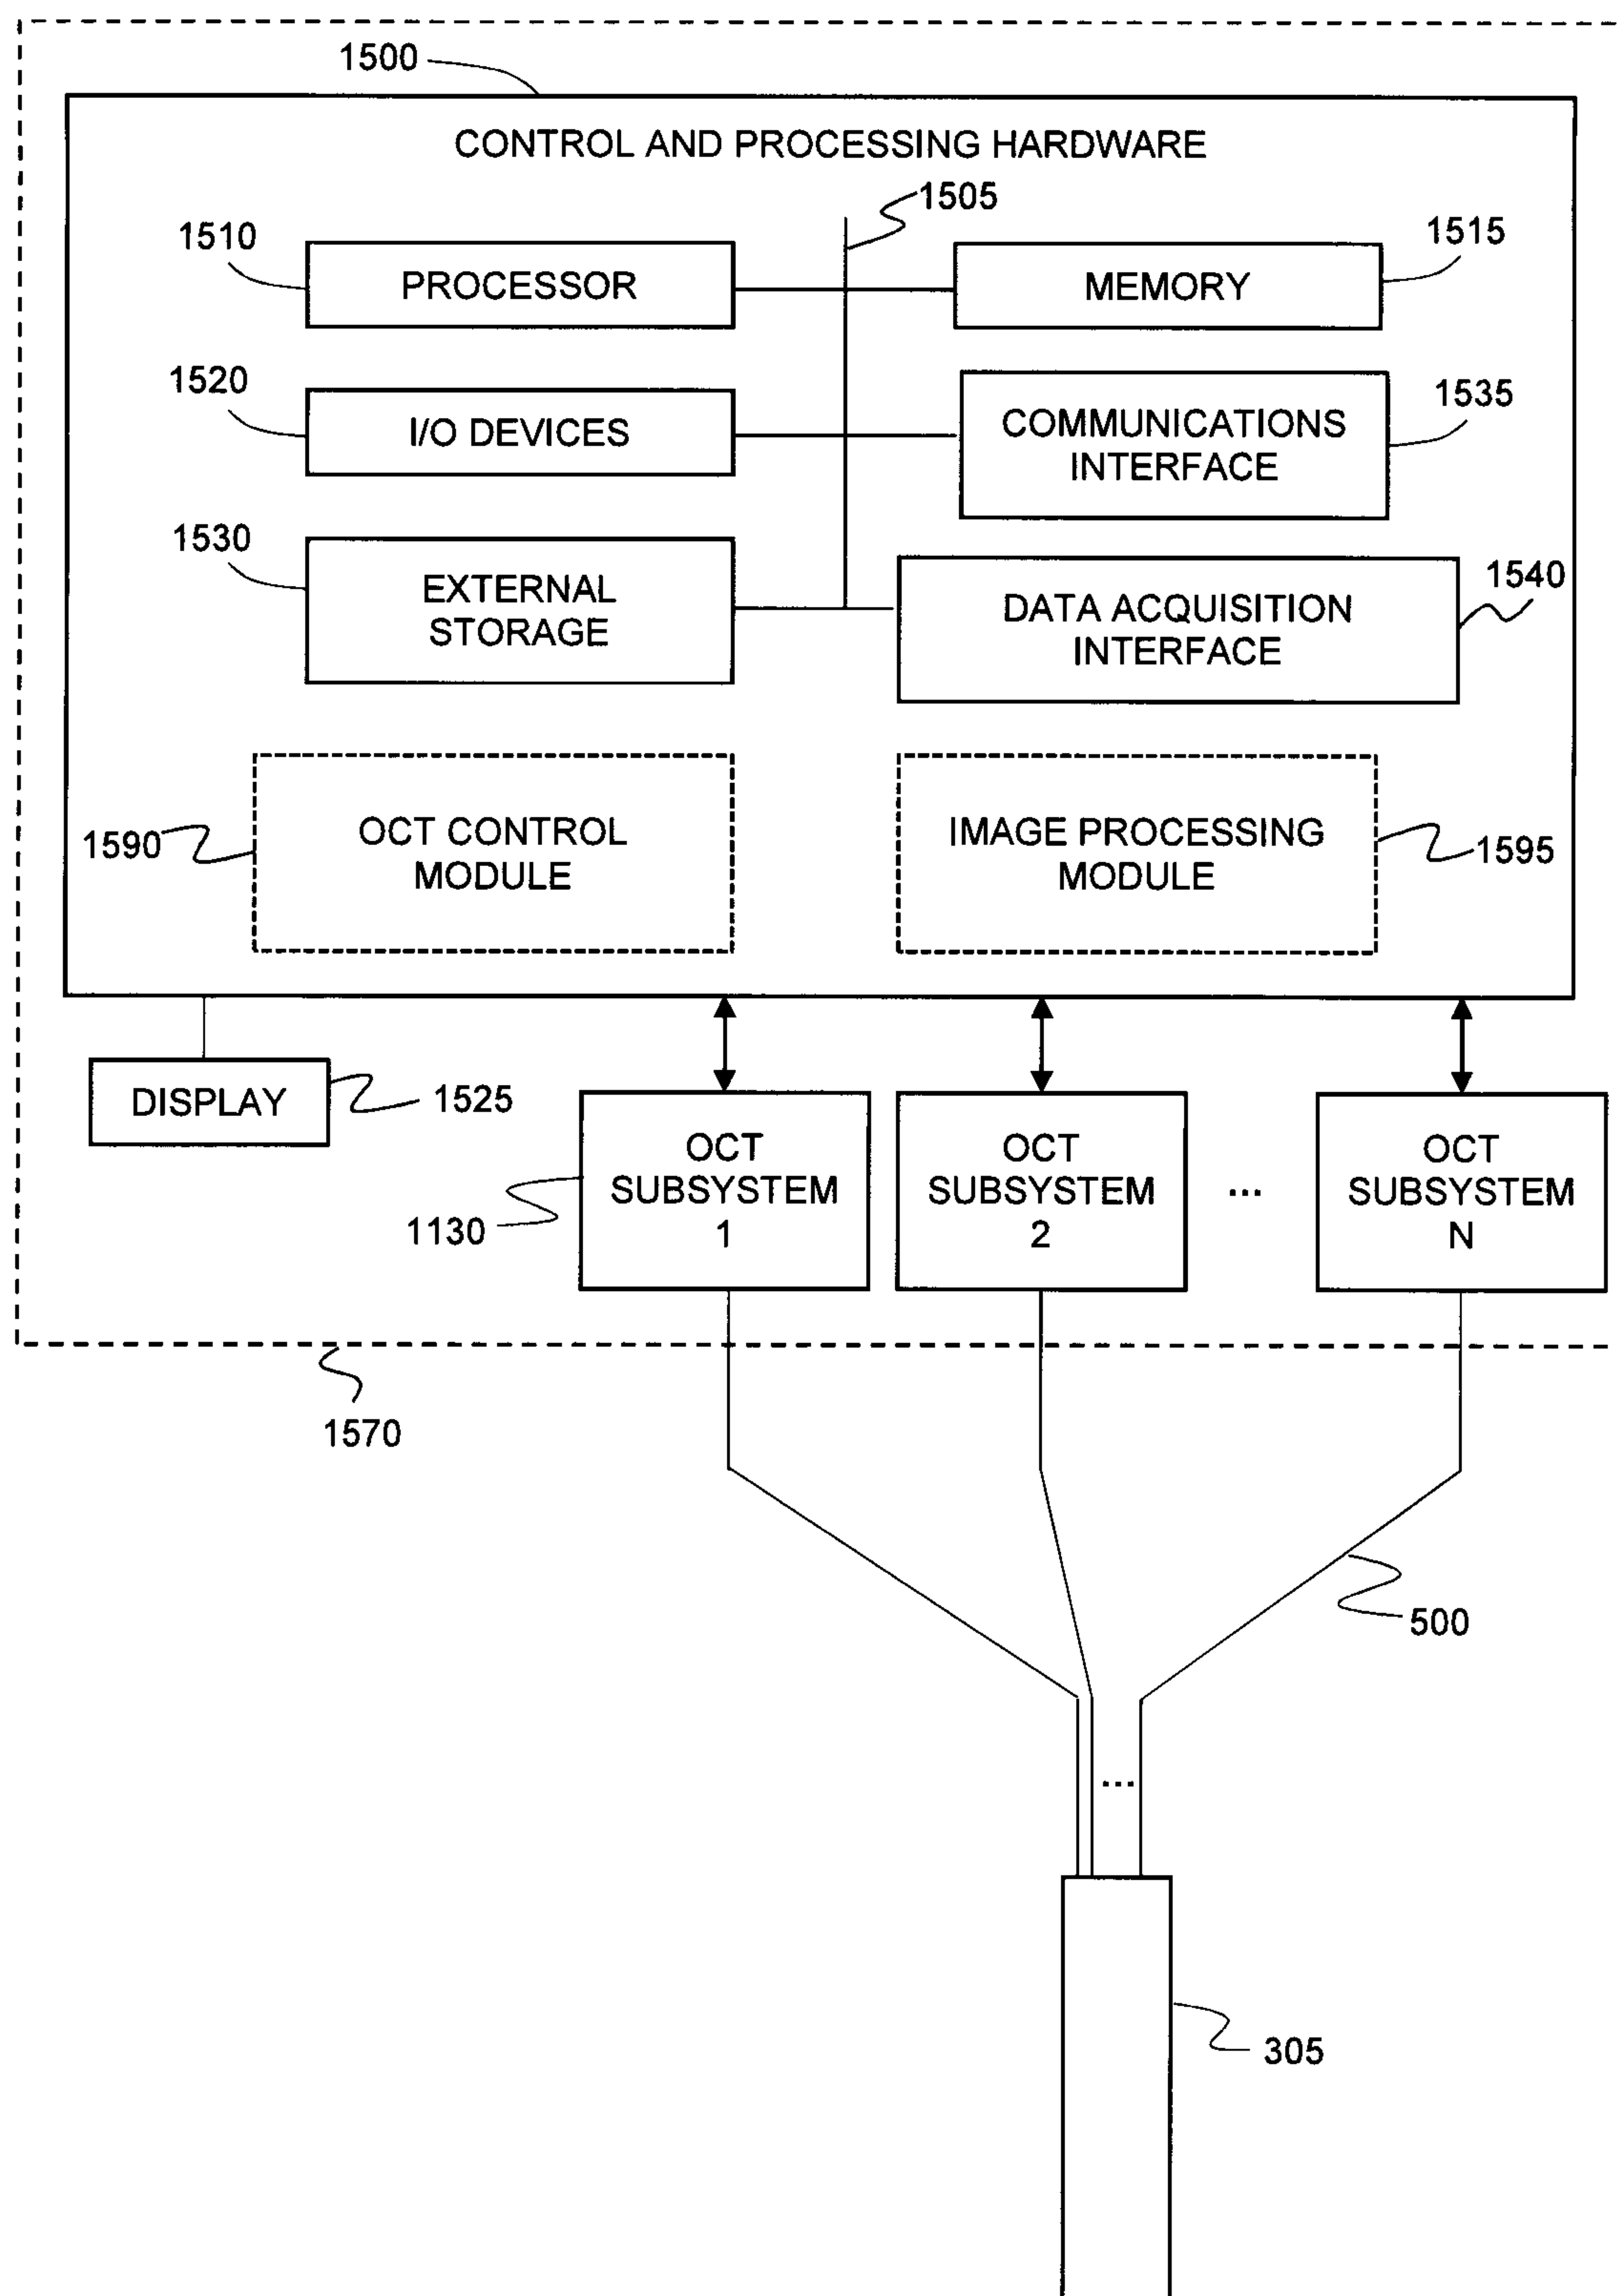 1500
CONTROL AND PROCESSING HARDWARE
1505
1510
PROCESSOR
MEMORY
1515
1520
I/O DEVICES
COMMUNICATIONS
INTERFACE
1535
1530
EXTERNAL
STORAGE
DATA ACQUISITION
INTERFACE
1540
1590
OCT CONTROL
MODULE
IMAGE PROCESSING
MODULE
1595
DISPLAY
1525
1130
OCT
SUBSYSTEM
1
OCT
SUBSYSTEM
2
...
OCT
SUBSYSTEM
N
1570
500
...
305